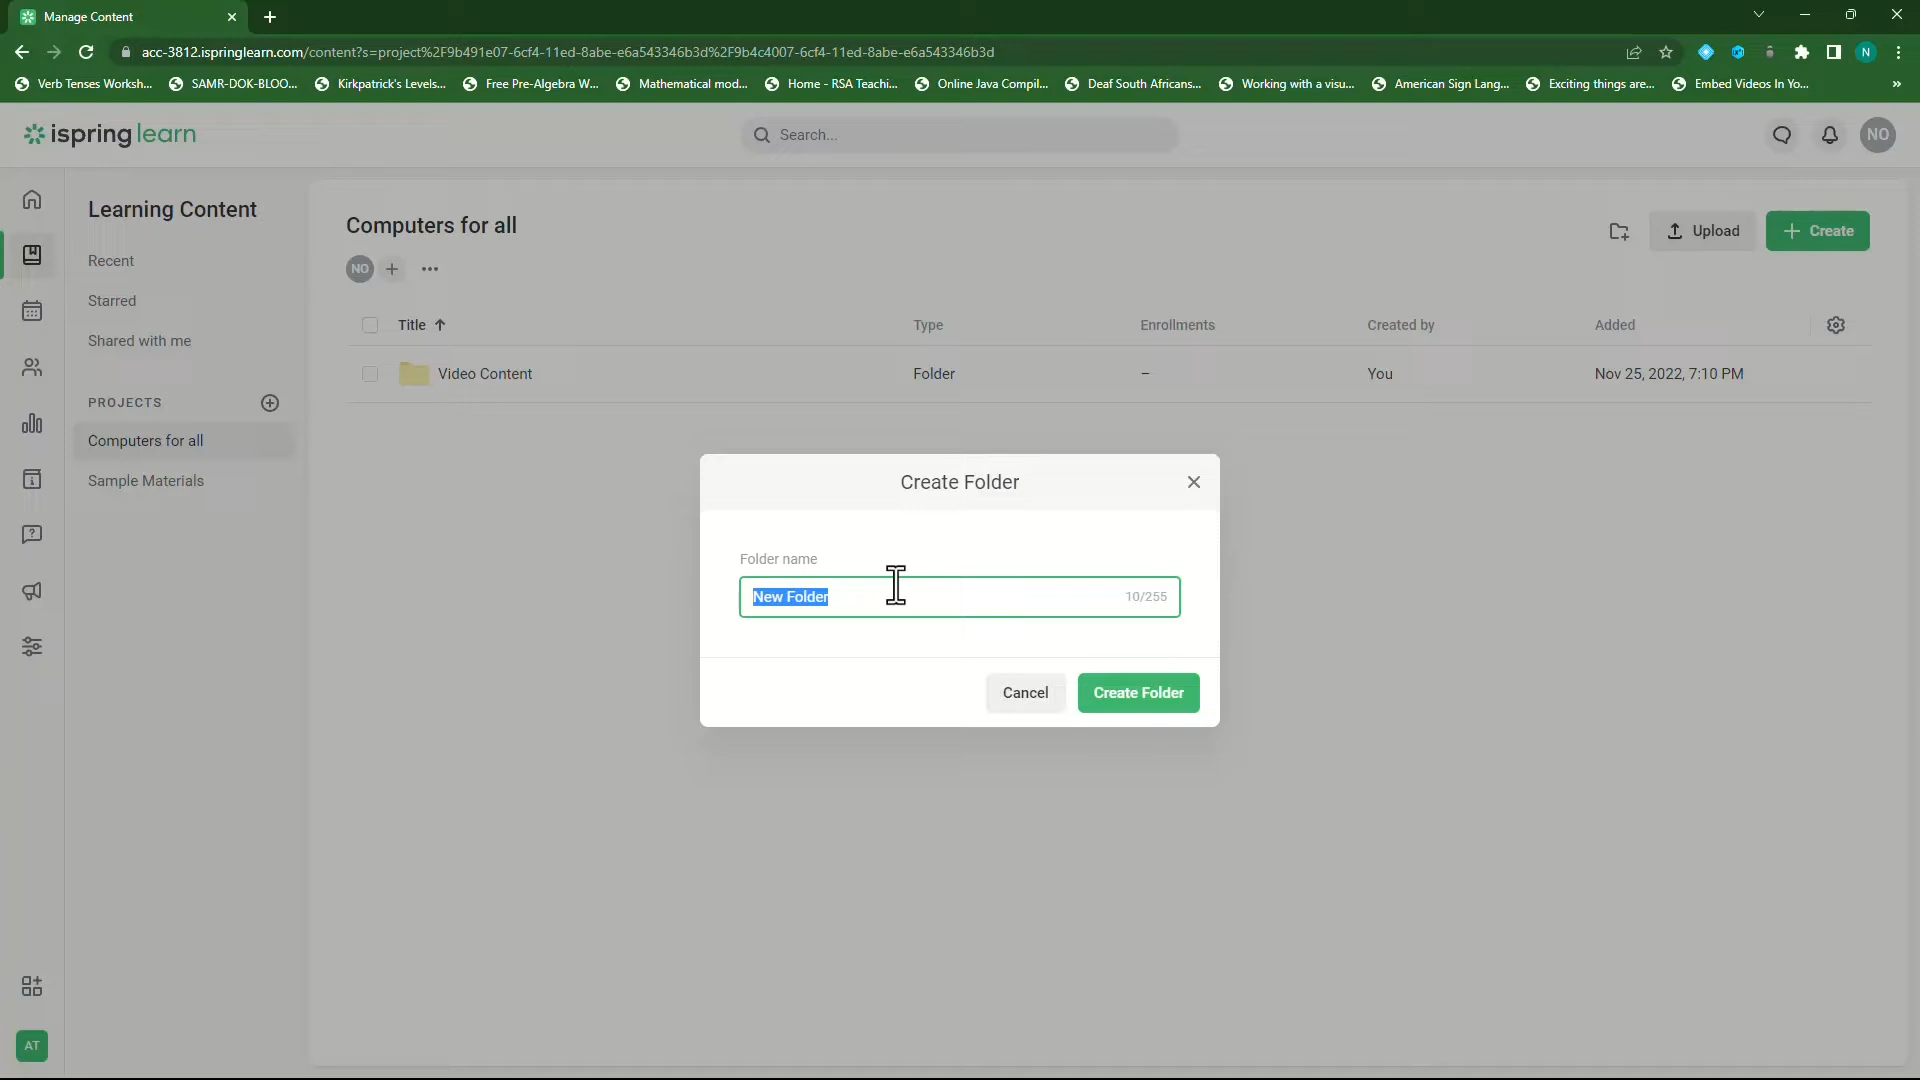 Manage Content
acc-3812.ispringlearn.com/content?s=project%2F9b491e07-6cf4-11ed-8abe-e6a543346b3d%2F9b4c4007-6cf4-11ed-8abe-e6a543346b3d
N
Verb Tenses Worksh...
SAMR-DOK-BLOO...
Kirkpatrick's Levels...
Free Pre-Algebra W...
Mathematical mod...
Home - RSA Teachi...
Online Java Compil...
Deaf South Africans...
Working with a visu...
American Sign Lang...
Exciting things are...
Embed Videos In Yo...
»
ispring learn
Search...
NO
Learning Content
Recent
Starred
Shared with me
PROJECTS
Computers for all
Sample Materials
Computers for all
Upload
Create
NO
Title
Type
Enrollments
Created by
Added
Video Content
Folder
–
You
Nov 25, 2022, 7:10 PM
Create Folder
Folder name
New Folder
10/255
Cancel
Create Folder
AT